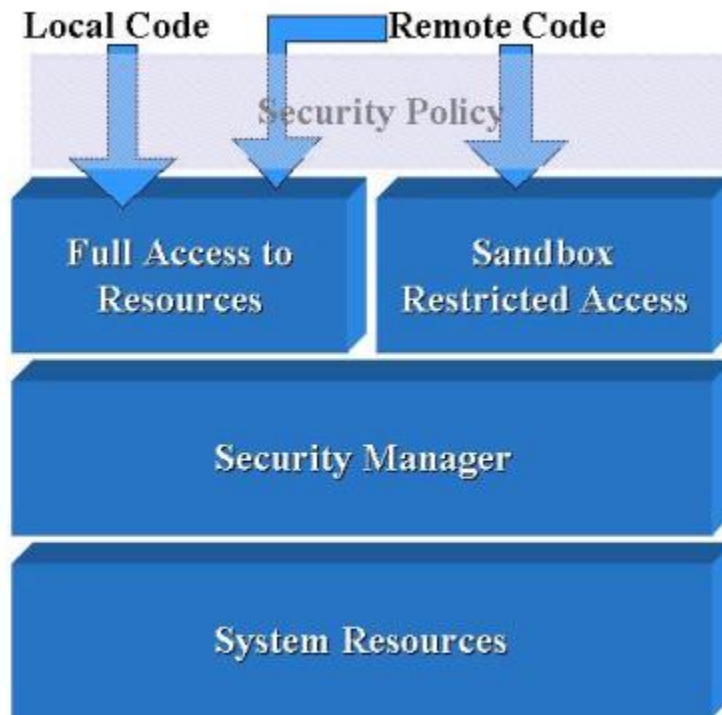 Local Code
Remote Code
Security Policy
Full Access to
Resources
Sandbox
Restricted Access
Security Manager
System Resources